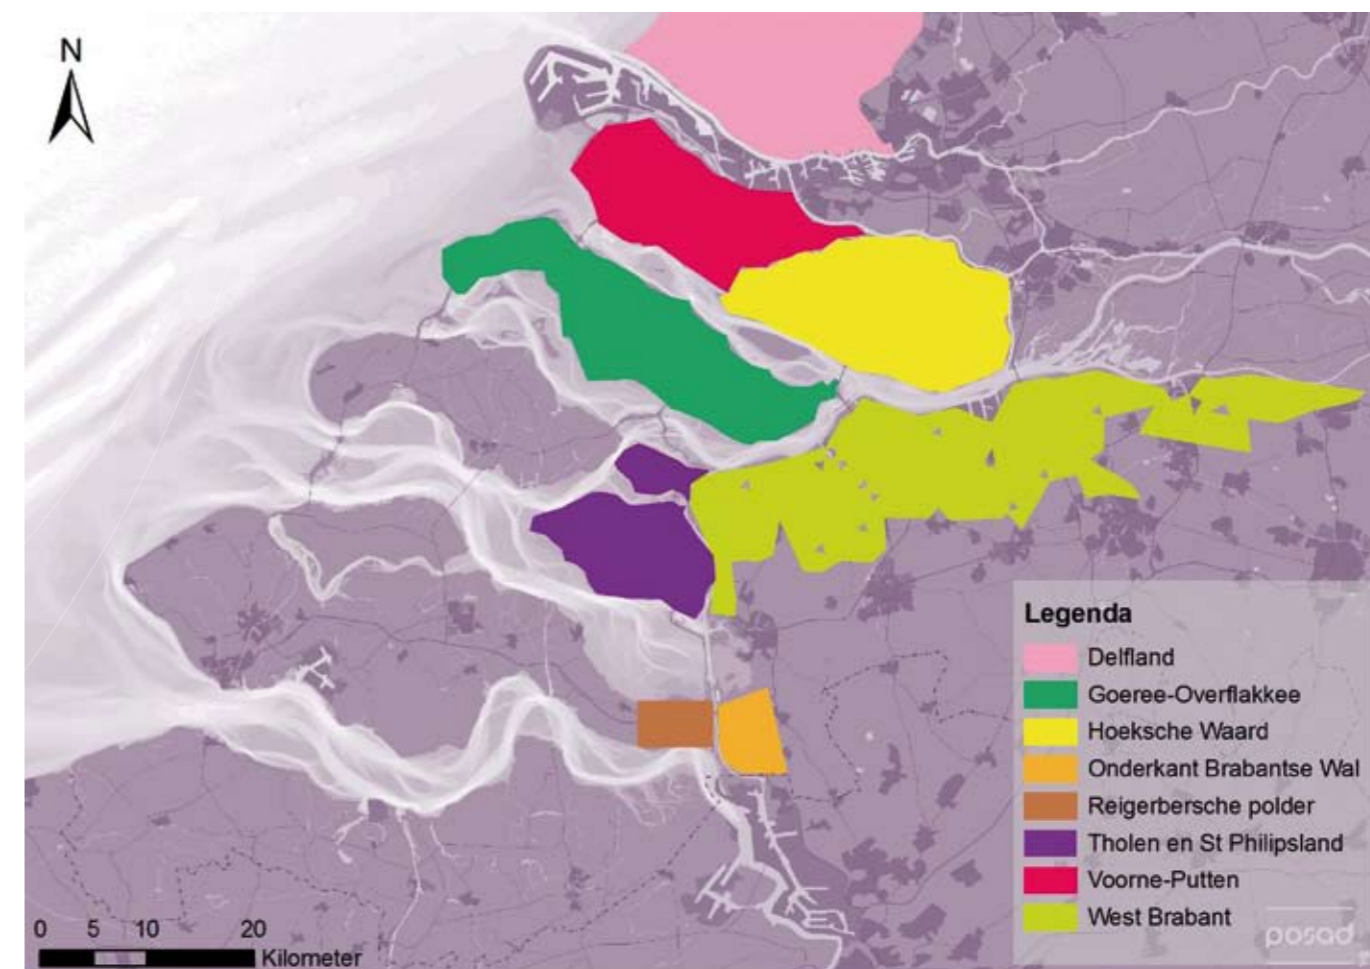 N
Legenda
Delfland
Goeree-Overflakkee
Hoeksche Waard
Onderkant Brabantse Wal
Reigerbersche polder
Tholen en St Philipsland
Voorne-Putten
West Brabant
posad
0 5 10 20
Kilometer